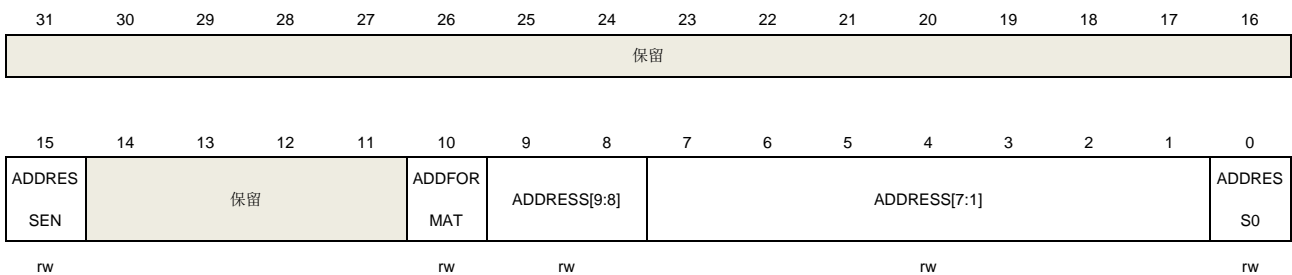 31 30 29 28 27 26 25 24 23 22 21 20 19 18 17 16
保留
15 14 13 12 11 10 9 8 7 6 5 4 3 2 1 0
ADDRES
SEN
保留
ADDFOR
MAT
ADDRESS[9:8]
ADDRESS[7:1]
ADDRES
S0
rw rw rw rw rw